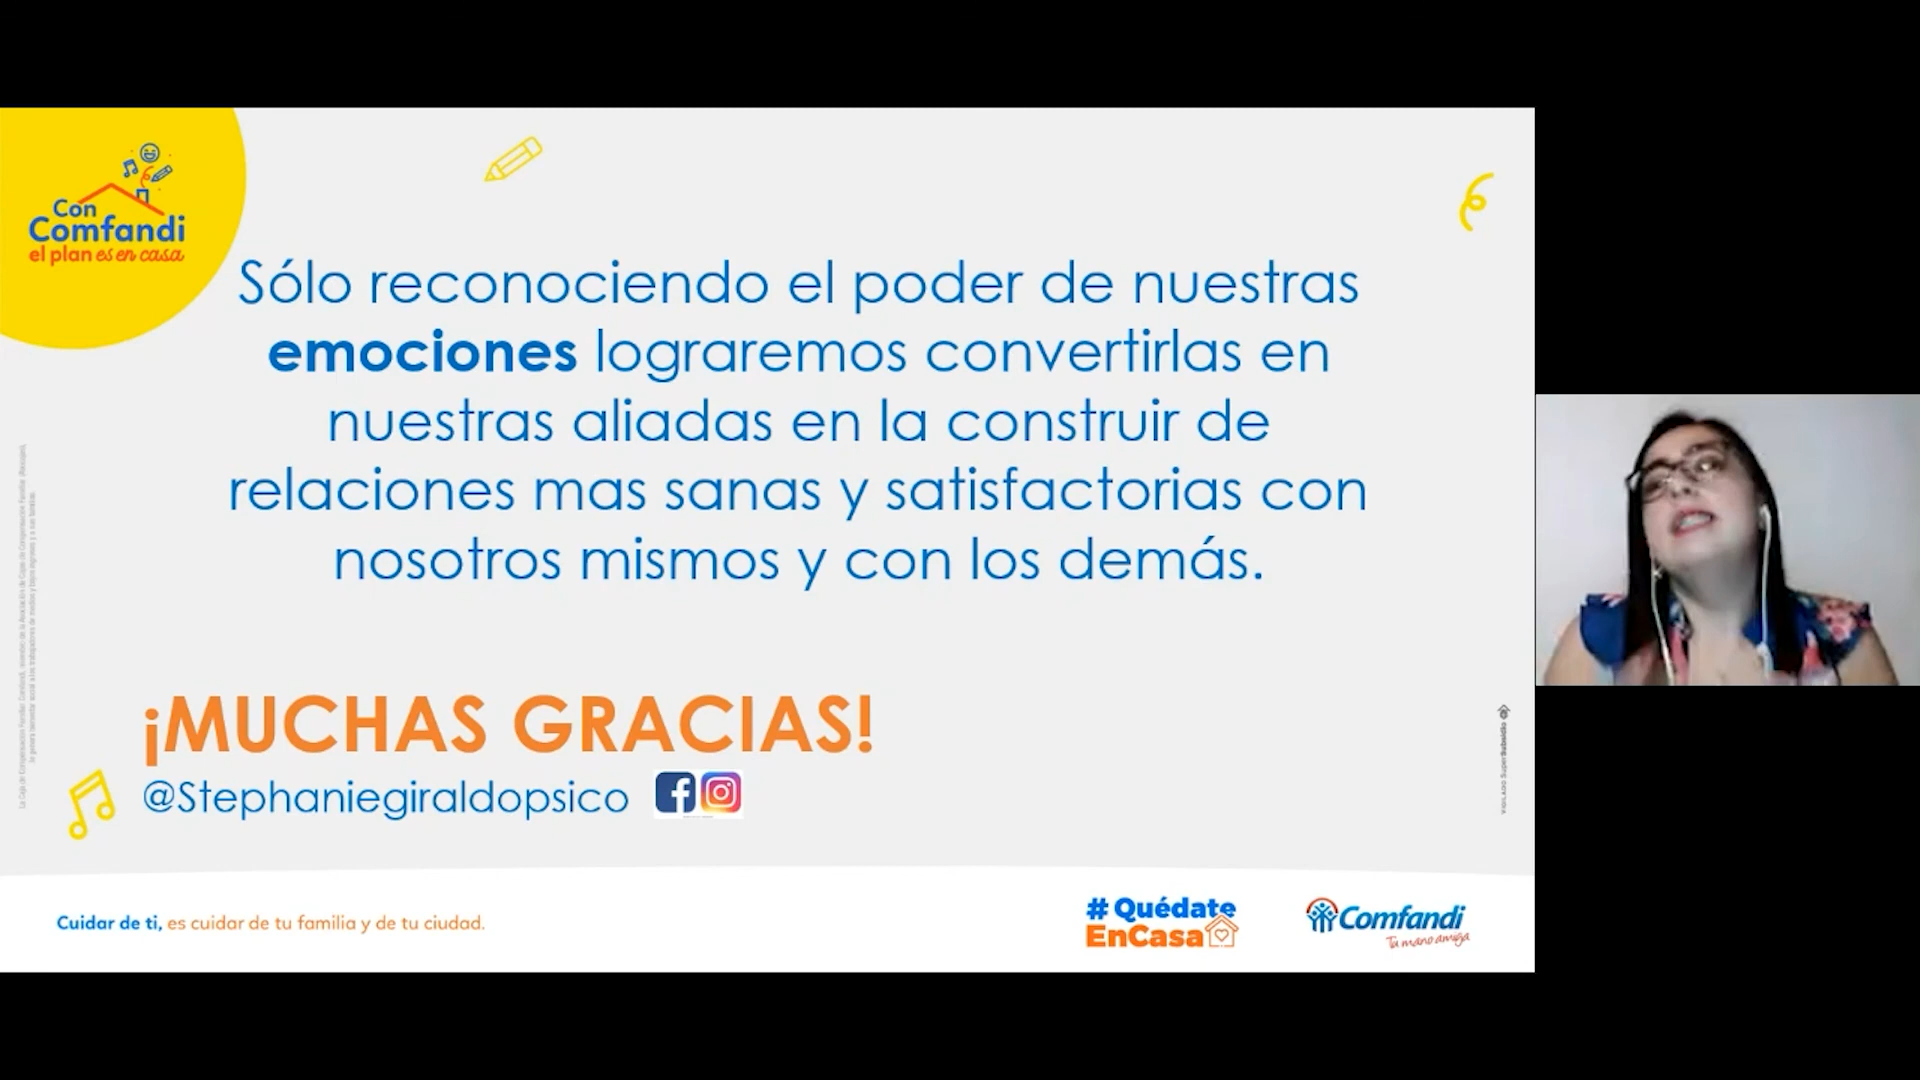 Con
Comfandi
el plan es en casa
Sólo reconociendo el poder de nuestras
emociones lograremos convertirlas en
nuestras aliadas en la construir de
relaciones mas sanas y satisfactorias con
nosotros mismos y con los demás.
¡MUCHAS GRACIAS!
@Stephaniegiraldopsico
Cuidar de ti, es cuidar de tu familia y de tu ciudad.
# Quédate
EnCasa
Comfandi
Tu mano amiga
VIGILADO SuperSubsidio